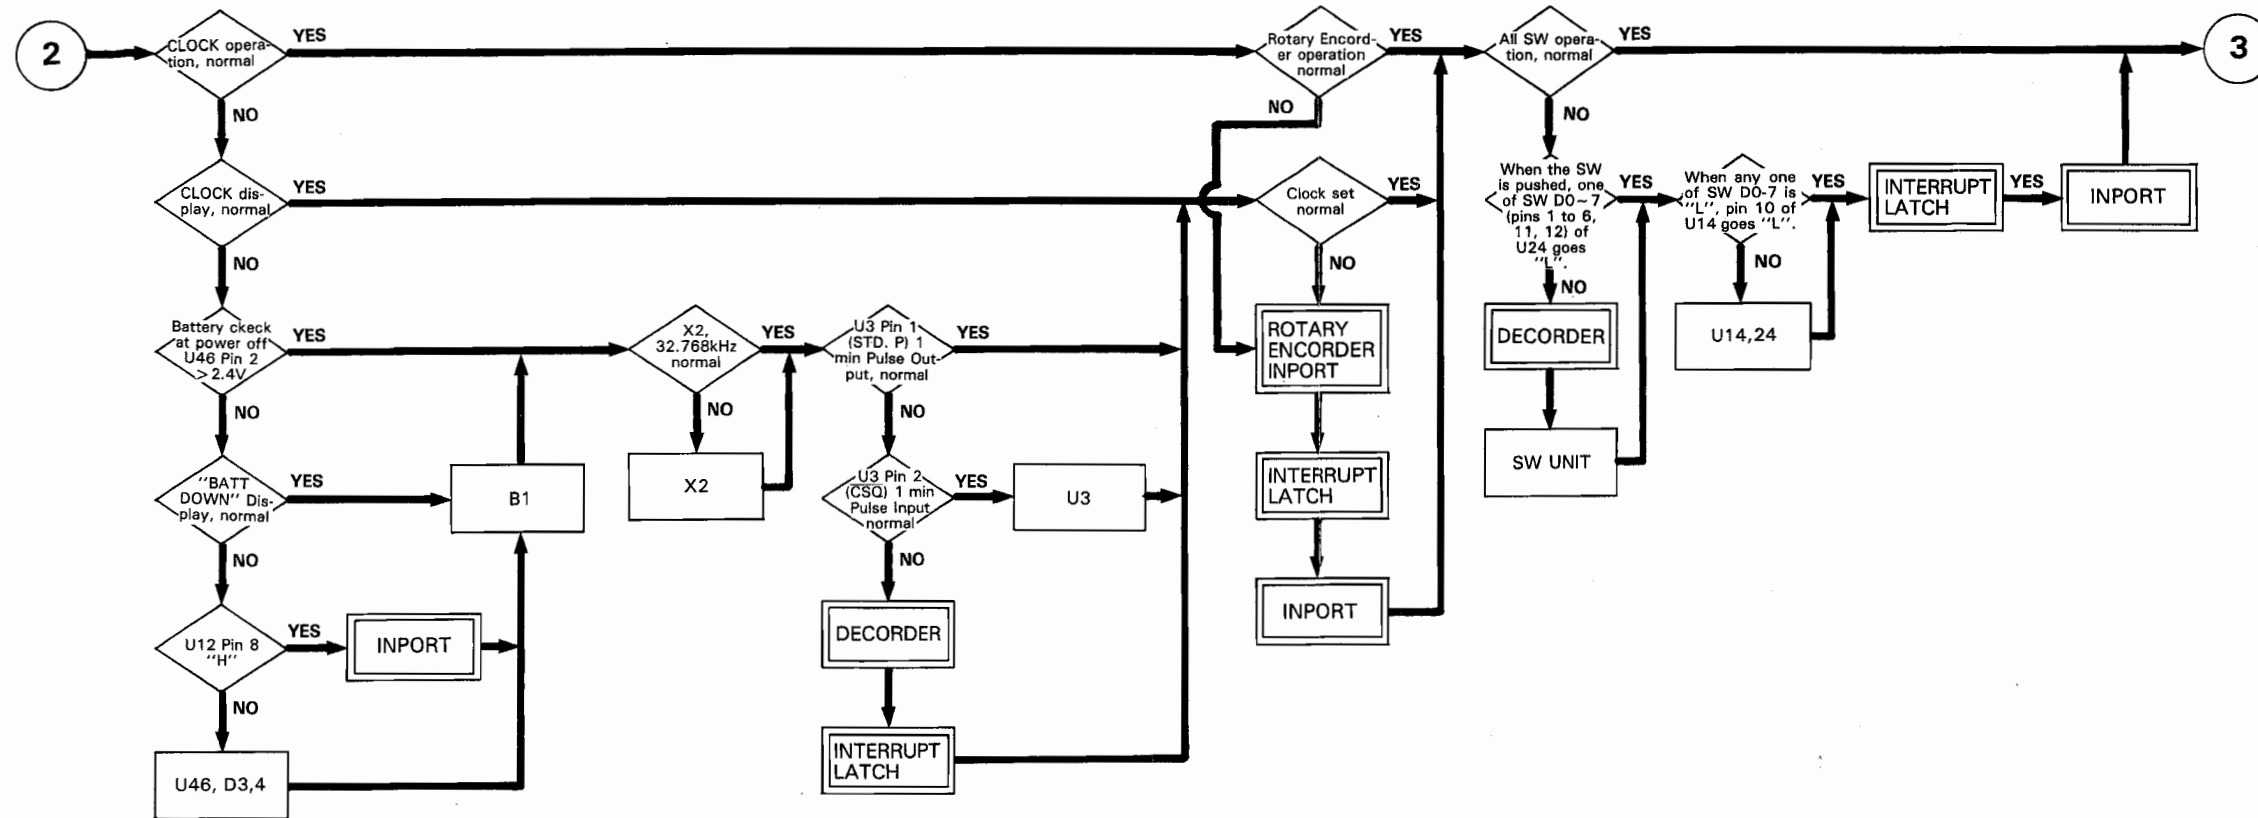 2
CLOCK opera-
tion, normal
YES
NO
Rotary Encord-
er operation
normal
YES
NO
All SW opera-
tion, normal
YES
NO
3
CLOCK dis-
play, normal
YES
NO
Clock set
normal
YES
NO
When the SW
is pushed, one
of SW D0~7
(pins 1 to 6,
11, 12) of
U24 goes
"L".
YES
NO
When any one
of SW D0-7 is
"L", pin 10 of
U14 goes "L".
YES
NO
INTERRUPT
LATCH
YES
INPORT
Battery ckeck
at power off
U46 Pin 2
>2.4V
YES
NO
X2,
32.768kHz
normal
YES
NO
U3 Pin 1
(STD. P) 1
min Pulse Out-
put, normal
YES
NO
ROTARY
ENCORDER
INPORT
DECORDER
U14,24
"BATT
DOWN" Dis-
play, normal
YES
NO
B1
X2
U3 Pin 2
(CSQ) 1 min
Pulse Input
normal
YES
NO
U3
INTERRUPT
LATCH
SW UNIT
U12 Pin 8
"H"
YES
NO
INPORT
DECORDER
INPORT
U46, D3,4
INTERRUPT
LATCH